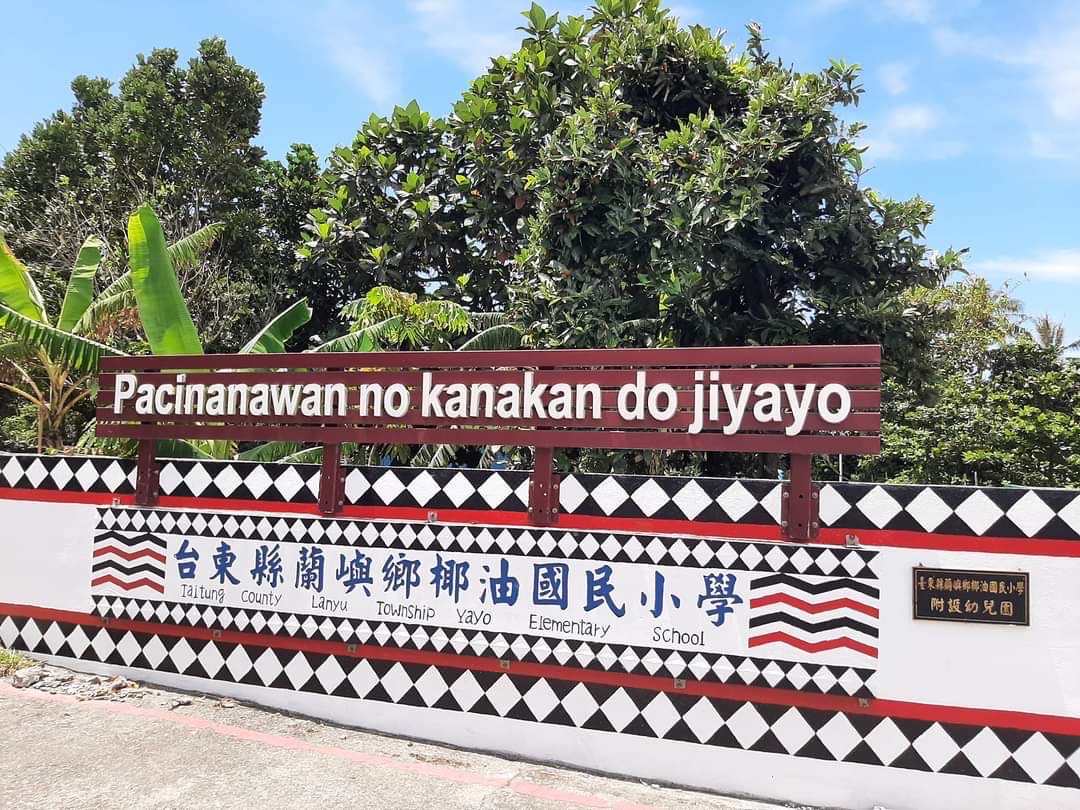 Pacinanawan no kanakan do jiyayo
台東縣蘭嶼鄉椰油國民小學
Taitung County Lanyu Township Yayo Elementary School
臺東縣蘭嶼鄉椰油國民小學
附設幼兒園